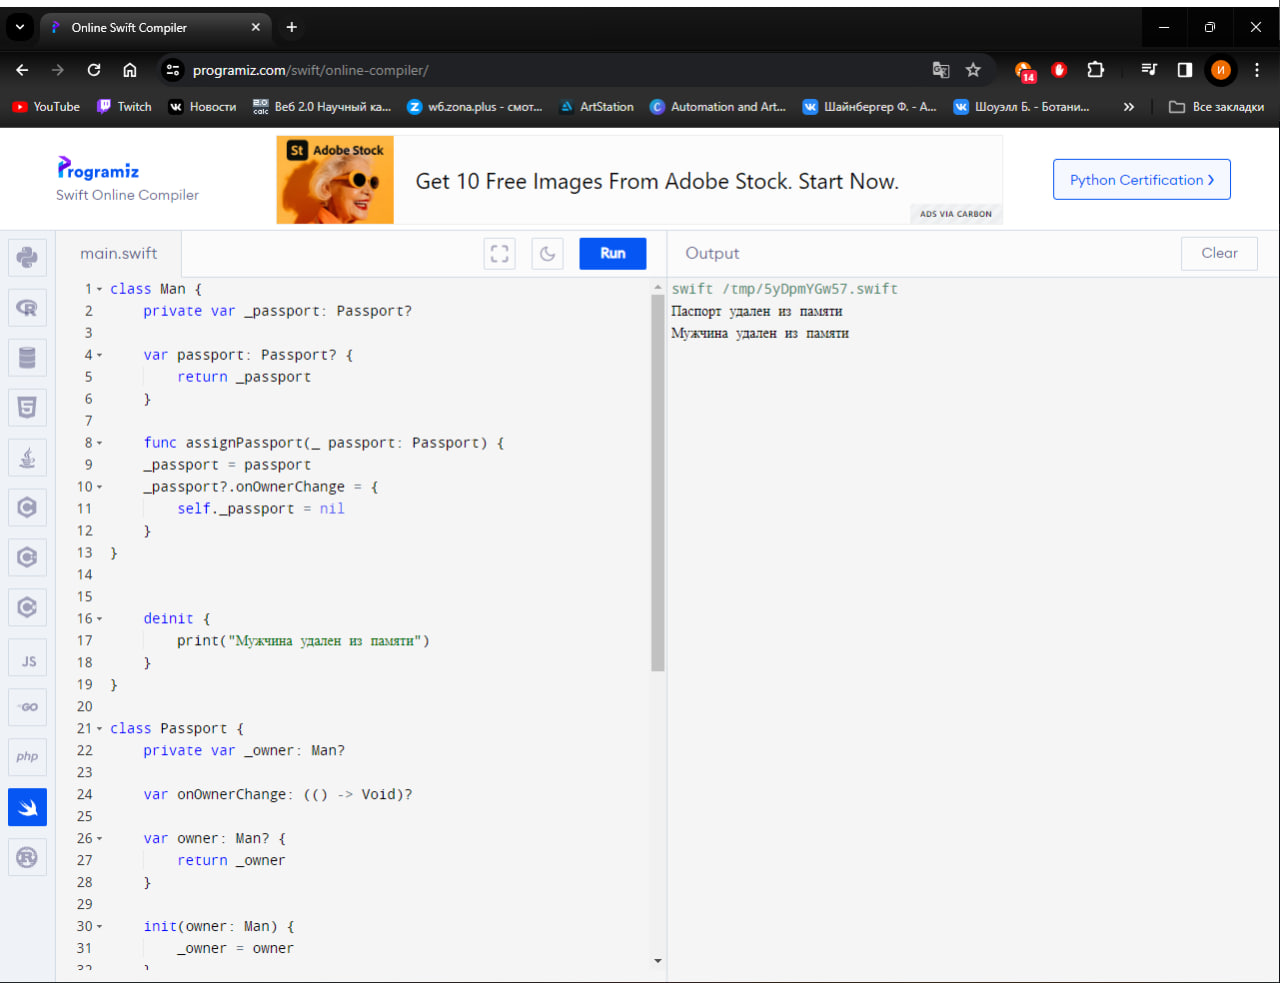 Online Swift Compiler
programiz.com/swift/online-compiler/
14
И
YouTube
Twitch
Новости
Веб 2.0 Научный ка...
w6.zona.plus - смот...
ArtStation
Automation and Art...
Шайнбергер Ф. - А...
Шоуэлл Б. - Ботани...
Все закладки
Programiz
Swift Online Compiler
St Adobe Stock
Get 10 Free Images From Adobe Stock. Start Now.
ADS VIA CARBON
Python Certification
main.swift
Run
Output
Clear
JS
GO
php
1 class Man {
2 private var _passport: Passport?
3
4 var passport: Passport? {
5 return _passport
6 }
7
8 func assignPassport(_ passport: Passport) {
9 _passport = passport
10 _passport?.onOwnerChange = {
11 self._passport = nil
12 }
13 }
14
15
16 deinit {
17 print("Мужчина удален из памяти")
18 }
19 }
20
21 class Passport {
22 private var _owner: Man?
23
24 var onOwnerChange: (() -> Void)?
25
26 var owner: Man? {
27 return _owner
28 }
29
30 init(owner: Man) {
31 _owner = owner
32 }
swift /tmp/5yDpmYGw57.swift
Паспорт удален из памяти
Мужчина удален из памяти